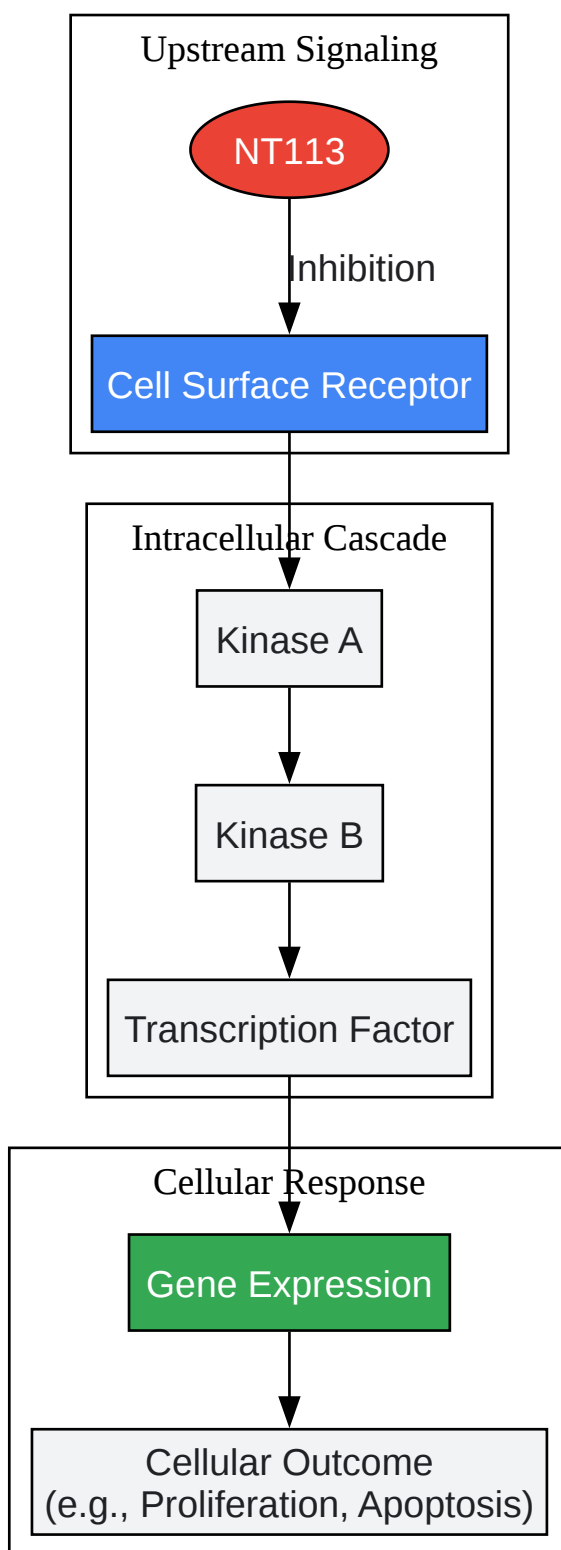 Upstream Signaling
NT113
Inhibition
Cell Surface Receptor
Intracellular Cascade
Kinase A
Kinase B
Transcription Factor
Cellular Response
Gene Expression
Cellular Outcome
(e.g., Proliferation, Apoptosis)